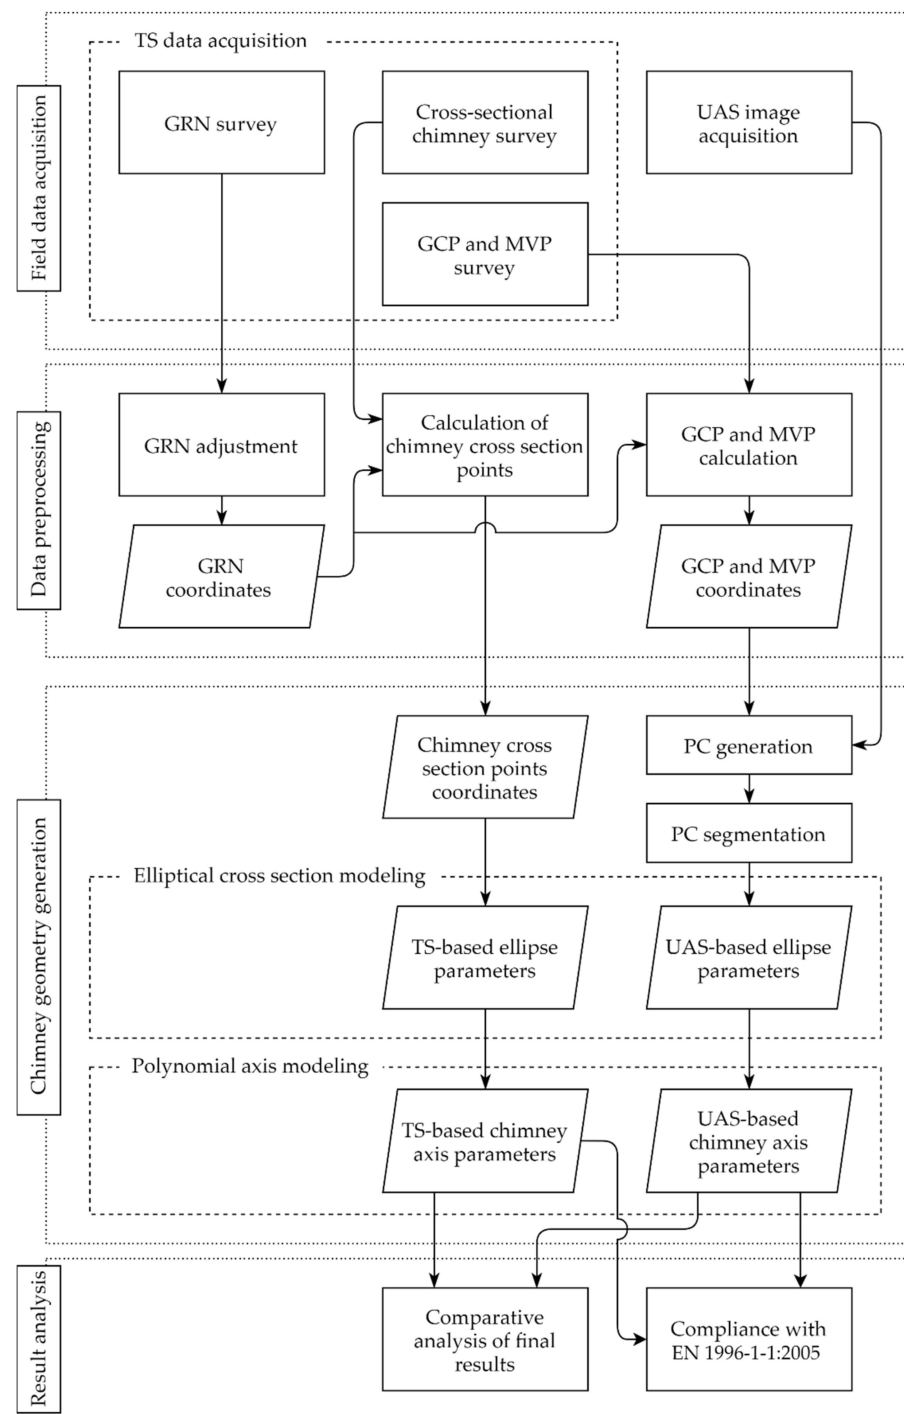 Field data acquisition
TS data acquisition
GRN survey
Cross-sectional
chimney survey
UAS image
acquisition
GCP and MVP
survey
Data preprocessing
GRN adjustment
Calculation of
chimney cross section
points
GCP and MVP
calculation
GRN
coordinates
GCP and MVP
coordinates
Chimney geometry generation
Chimney cross
section points
coordinates
PC generation
PC segmentation
Elliptical cross section modeling
TS-based ellipse
parameters
UAS-based ellipse
parameters
Polynomial axis modeling
TS-based chimney
axis parameters
UAS-based
chimney axis
parameters
Result analysis
Comparative
analysis of final
results
Compliance with
EN 1996-1-1:2005